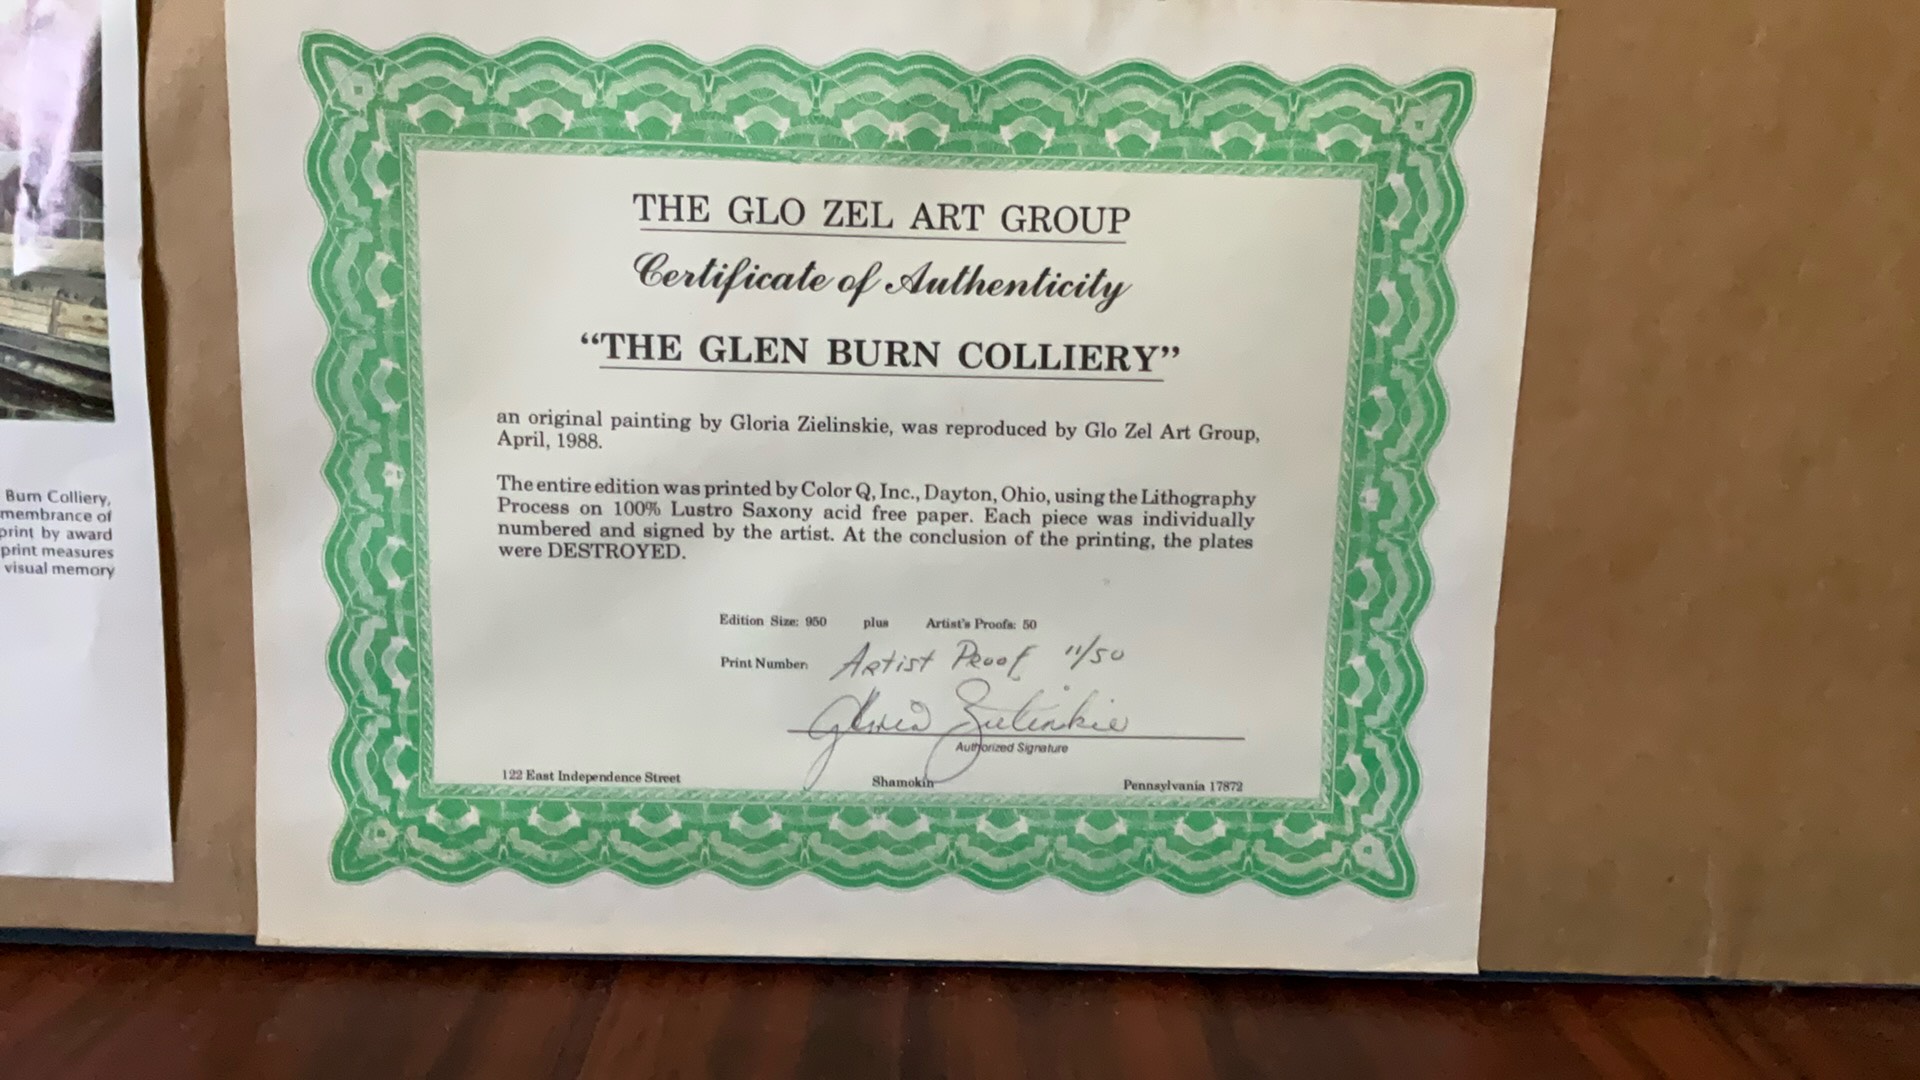 THE GLO ZEL ART GROUP
Certificate of Authenticity
"THE GLEN BURN COLLIERY"
an original painting by Gloria Zielinskie, was reproduced by Glo Zel Art Group,
April, 1988.
The entire edition was printed by Color Q, Inc., Dayton, Ohio, using the Lithography
Process on 100% Lustro Saxony acid free paper. Each piece was individually
numbered and signed by the artist. At the conclusion of the printing, the plates
were DESTROYED.
Edition Size: 950 plus Artist's Proofs: 50
Print Number: Artist Proof 11/50
Gloria Zielinskie
Authorized Signature
122 East Independence Street Shamokin Pennsylvania 17872
Burn Colliery,
membrance of
print by award
print measures
visual memory